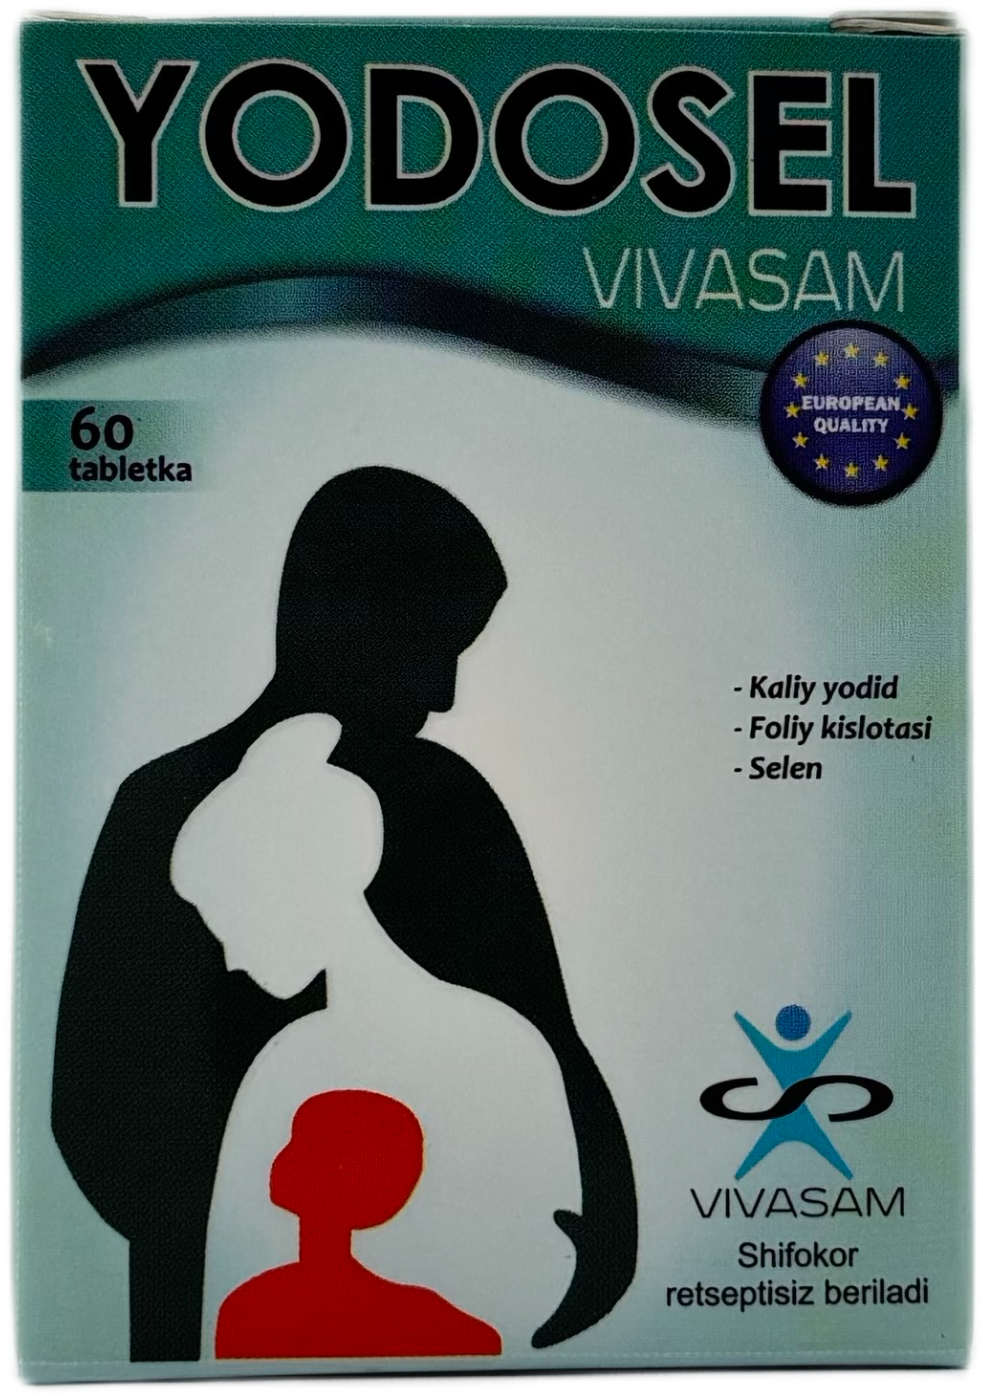 YODOSEL
VIVASAM
EUROPEAN
QUALITY
60
tabletka
- Kaliy yodid
- Foliy kislotasi
- Selen
VIVASAM
Shifokor
retseptisiz beriladi